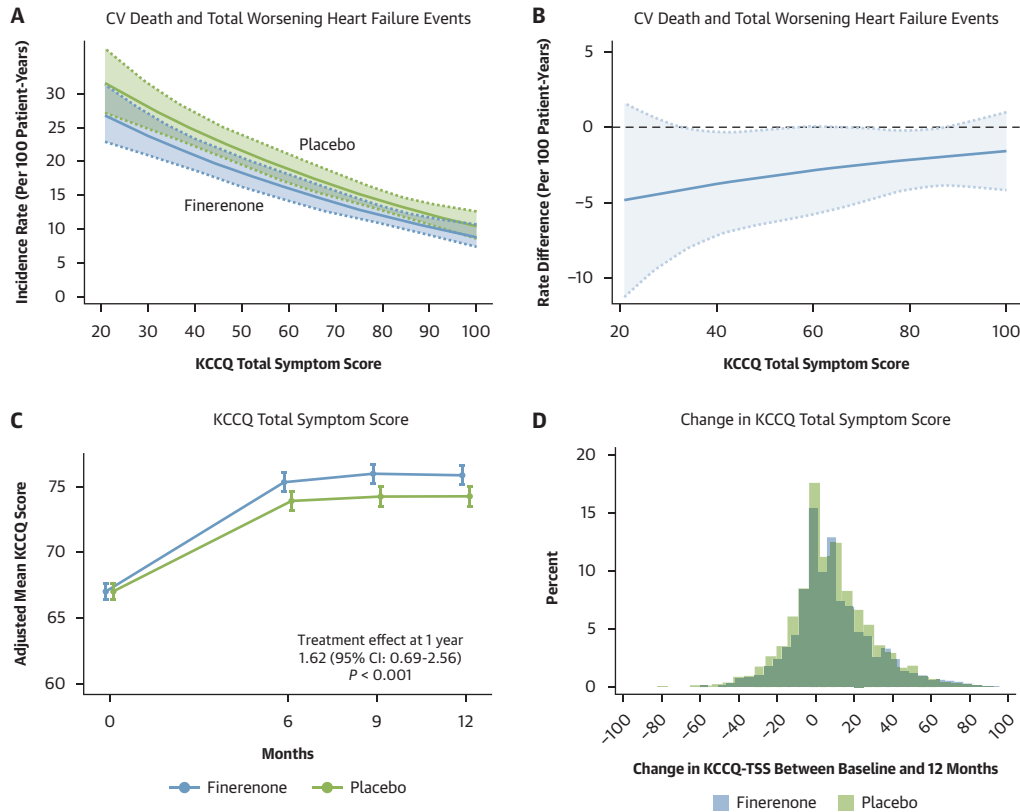 A
CV Death and Total Worsening Heart Failure Events
Incidence Rate (Per 100 Patient-Years)
30
25
20
15
10
5
0
Placebo
Finerenone
20 30 40 50 60 70 80 90 100
KCCQ Total Symptom Score
B
CV Death and Total Worsening Heart Failure Events
Rate Difference (Per 100 Patient-Years)
5
0
−5
−10
20 40 60 80 100
KCCQ Total Symptom Score
C
KCCQ Total Symptom Score
Adjusted Mean KCCQ Score
75
70
65
60
Treatment effect at 1 year
1.62 (95% CI: 0.69-2.56)
P < 0.001
0 6 9 12
Months
Finerenone Placebo
D
Change in KCCQ Total Symptom Score
Percent
20
15
10
5
0
−100 −80 −60 −40 −20 0 20 40 60 80 100
Change in KCCQ-TSS Between Baseline and 12 Months
Finerenone Placebo